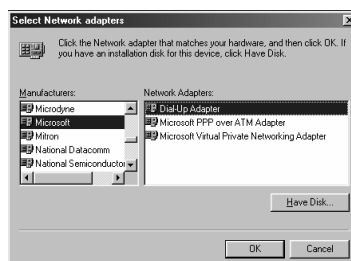 Select Network adapters
Click the Network adapter that matches your hardware, and then click OK. If
you have an installation disk for this device, click Have Disk.
Manufacturers:
Microdyne
Microsoft
Mitron
National Datacomm
National Semiconductor
Network Adapters:
Dial-Up Adapter
Microsoft PPP over ATM Adapter
Microsoft Virtual Private Networking Adapter
Have Disk...
OK
Cancel